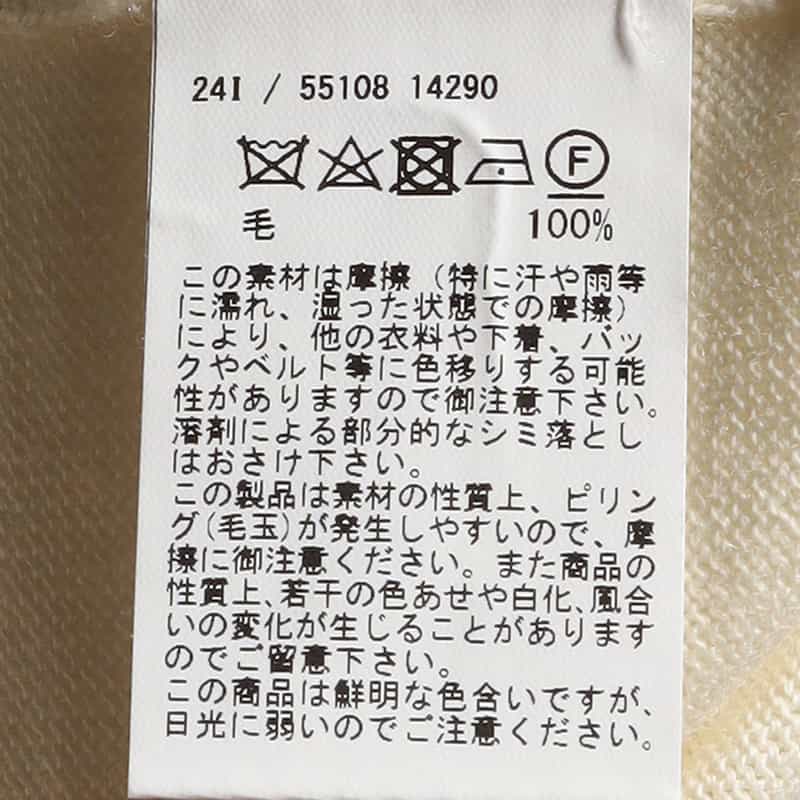 24I / 55108 14290
F
毛 100%
この素材は摩擦（特に汗や雨等
に濡れ、湿った状態での摩擦）
により、他の衣料や下着、バッ
クやベルト等に色移りする可能
性がありますので御注意下さい。
溶剤による部分的なシミ落とし
はおさけ下さい。
この製品は素材の性質上、ピリン
グ(毛玉)が発生しやすいので、摩
擦に御注意ください。また商品の
性質上、若干の色あせや白化、風合
いの変化が生じることがあります
のでご留意下さい。
この商品は鮮明な色合いですが、
日光に弱いのでご注意ください。